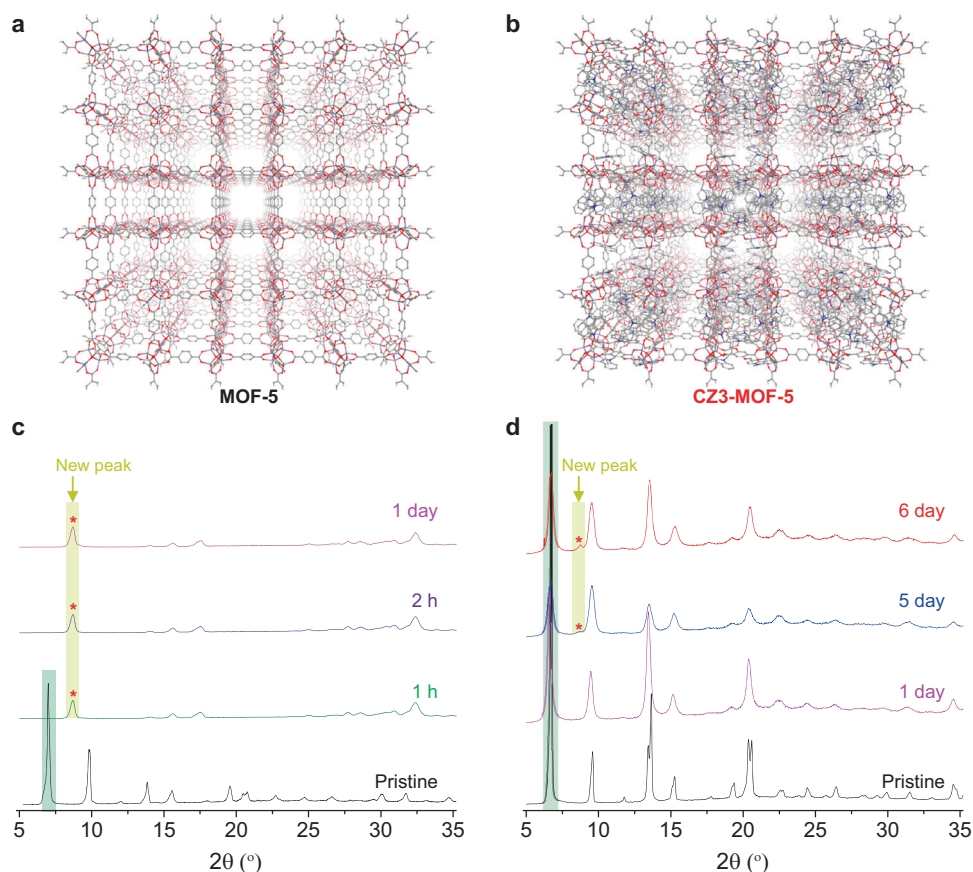 a
b
MOF-5
CZ3-MOF-5
c
d
New peak
1 day
*
2 h
*
1 h
*
Pristine
5 10 15 20 25 30 35
2θ (°)
New peak
6 day
*
5 day
*
1 day
Pristine
5 10 15 20 25 30 35
2θ (°)